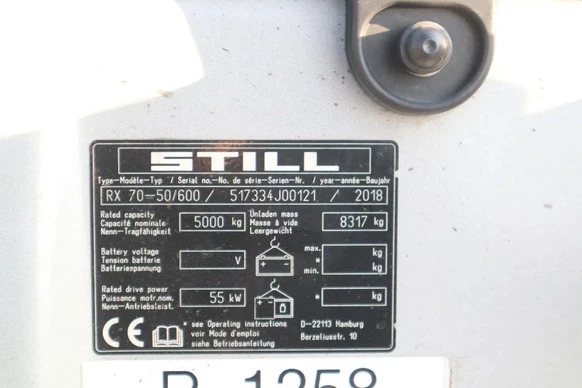 STILL
Type-Modèle-Typ / Serial no.-No. de série-Serien-Nr. / year-année-Baujahr
RX 70-50/600 / 517334J00121 / 2018
Rated capacity
Capacité nominale
Nenn-Tragfähigkeit
5000 kg
Unladen mass
Masse à vide
Leergewicht
8317 kg
Battery voltage
Tension batterie
Batteriespannung
V
max.
*
min.
kg
kg
Rated drive power
Puissance motr.nom.
Nenn-Antriebsleist.
55 kW
* kg
CE
* see Operating instructions
voir Mode d'emploi
siehe Betriebsanleitung
D-22113 Hamburg
Berzeliusstr. 10